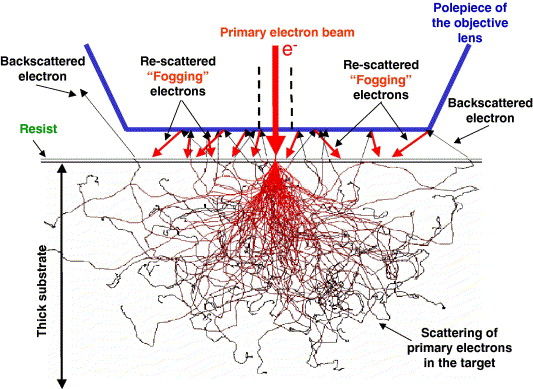 Polepiece of
the objective
lens
Primary electron beam
e-
Backscattered
electron
Re-scattered
“Fogging”
electrons
Re-scattered
“Fogging”
electrons
Backscattered
electron
Resist
Thick substrate
Scattering of
primary electrons
in the target